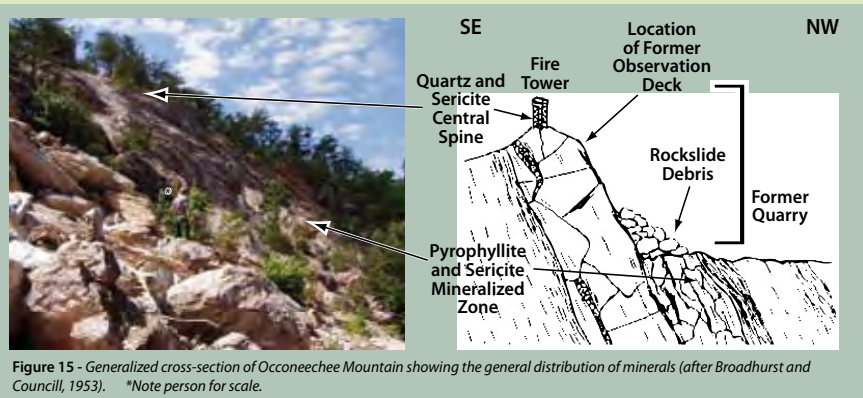 SE
Location
of Former
Observation
Deck
NW
Fire
Tower
Quartz and
Sericite
Central
Spine
Rockslide
Debris
Former
Quarry
Pyrophyllite
and Sericite
Mineralized
Zone
Figure 15 - Generalized cross-section of Occoneechee Mountain showing the general distribution of minerals (after Broadhurst and
Councill, 1953). *Note person for scale.